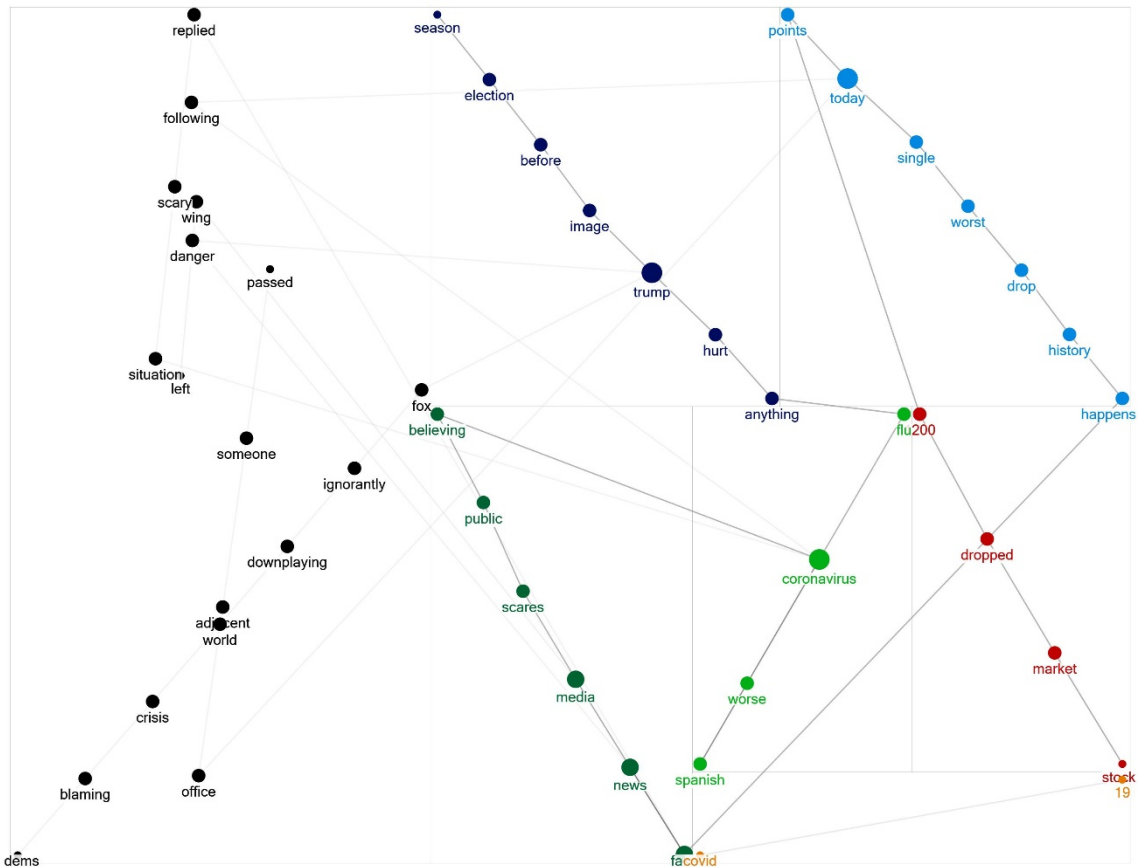 replied
season
points
election
today
following
before
single
scary
wing
image
worst
danger
passed
trump
drop
hurt
history
situation
left
fox
anything
happens
believing
flu
200
someone
ignorantly
public
downplaying
dropped
coronavirus
scares
adjacent
world
market
media
worse
crisis
news
spanish
stock
blaming
office
19
dems
covid